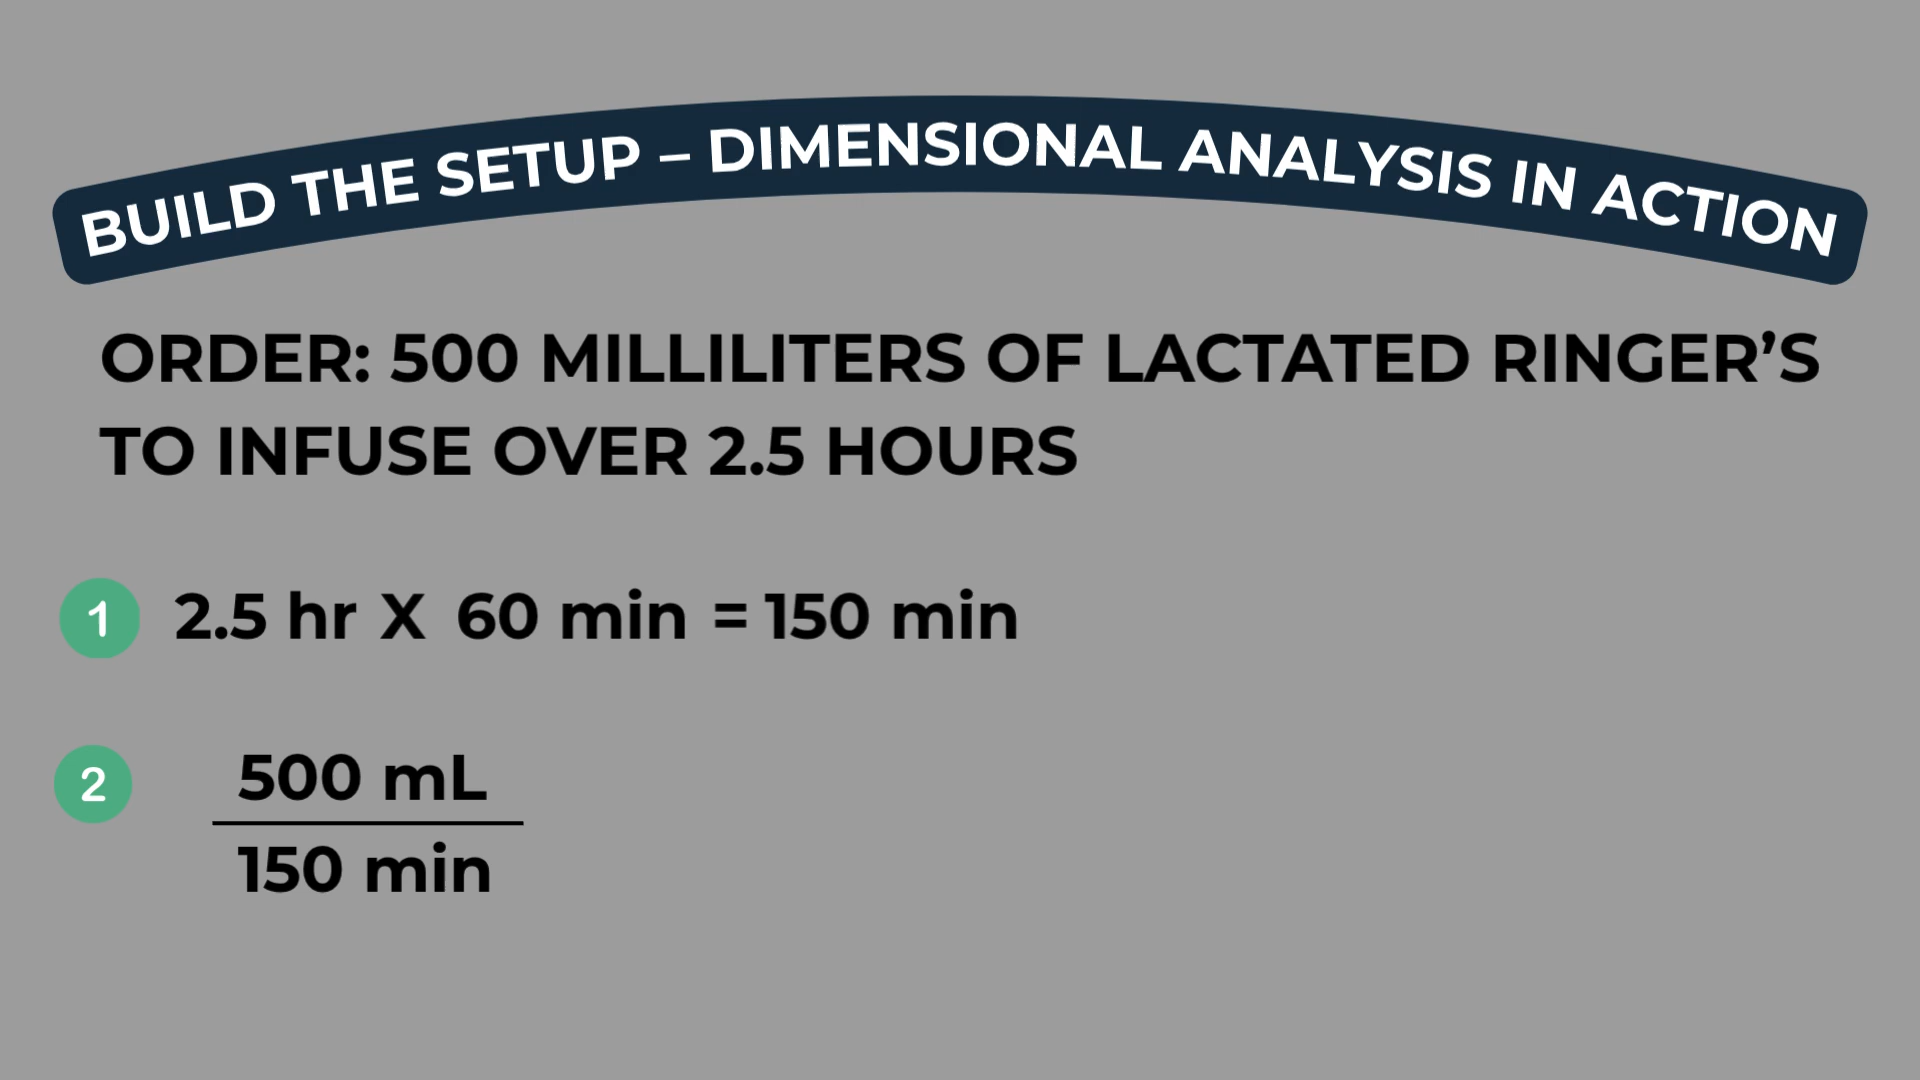 BUILD THE SETUP – DIMENSIONAL ANALYSIS IN ACTION
ORDER: 500 MILLILITERS OF LACTATED RINGER’S
TO INFUSE OVER 2.5 HOURS
1 2.5 hr X 60 min = 150 min
2 500 mL
150 min